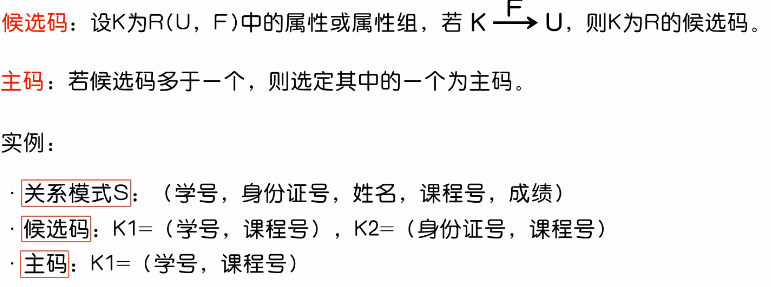 候选码：设K为R(U，F)中的属性或属性组，若 K F→ U，则K为R的候选码。
主码：若候选码多于一个，则选定其中的一个为主码。
实例：
· 关系模式S：（学号，身份证号，姓名，课程号，成绩）
· 候选码：K1=（学号，课程号），K2=（身份证号，课程号）
· 主码：K1=（学号，课程号）